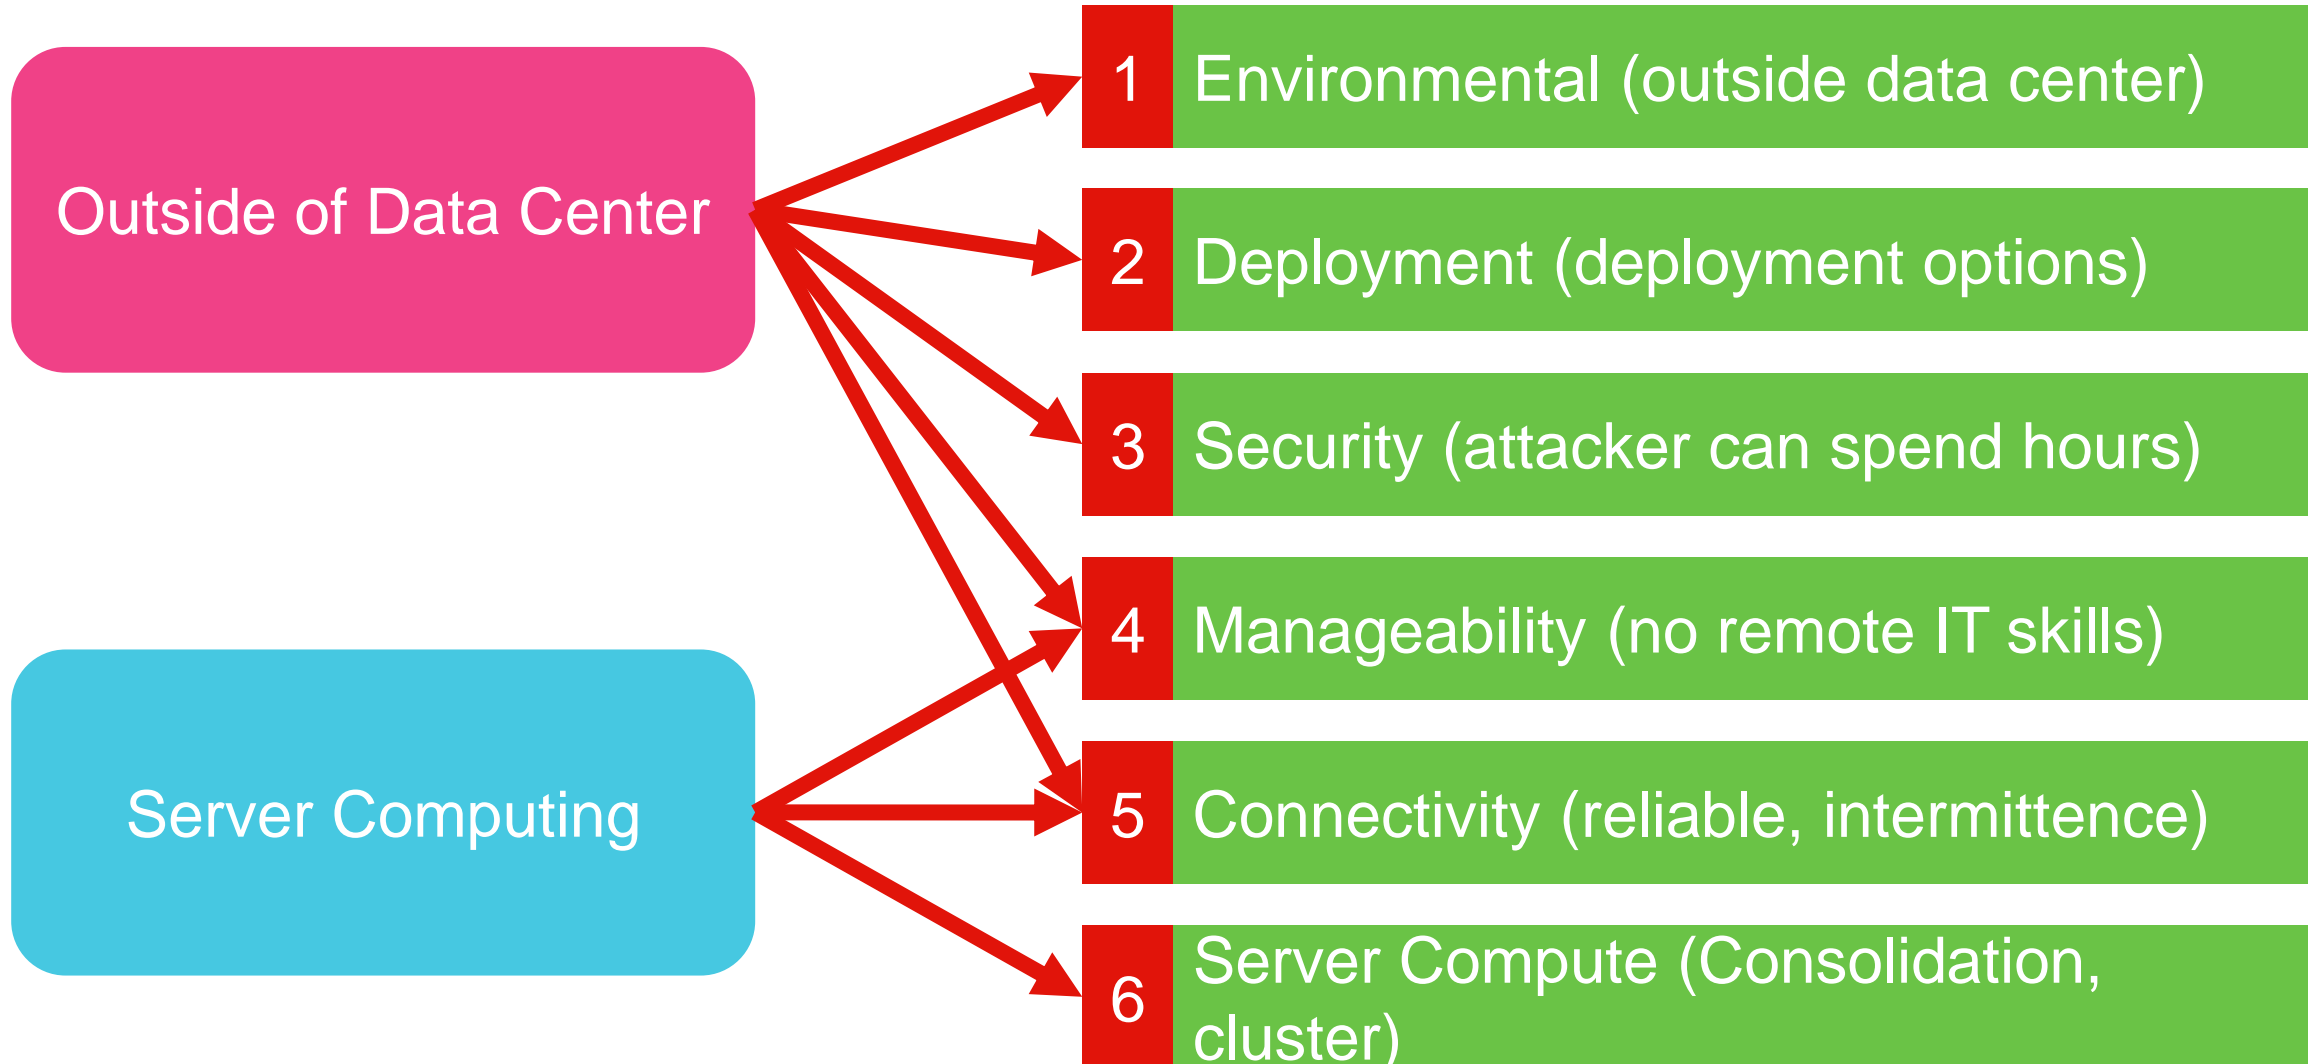 Outside of Data Center
Server Computing
1 Environmental (outside data center)
2 Deployment (deployment options)
3 Security (attacker can spend hours)
4 Manageability (no remote IT skills)
5 Connectivity (reliable, intermittence)
6 Server Compute (Consolidation,
cluster)